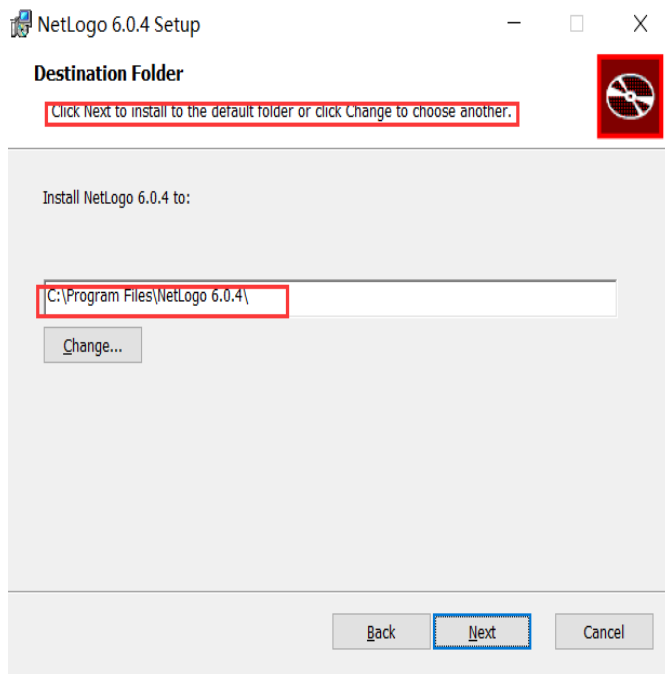 NetLogo 6.0.4 Setup
Destination Folder
Click Next to install to the default folder or click Change to choose another.
Install NetLogo 6.0.4 to:
C:\Program Files\NetLogo 6.0.4\
Change...
Back Next Cancel